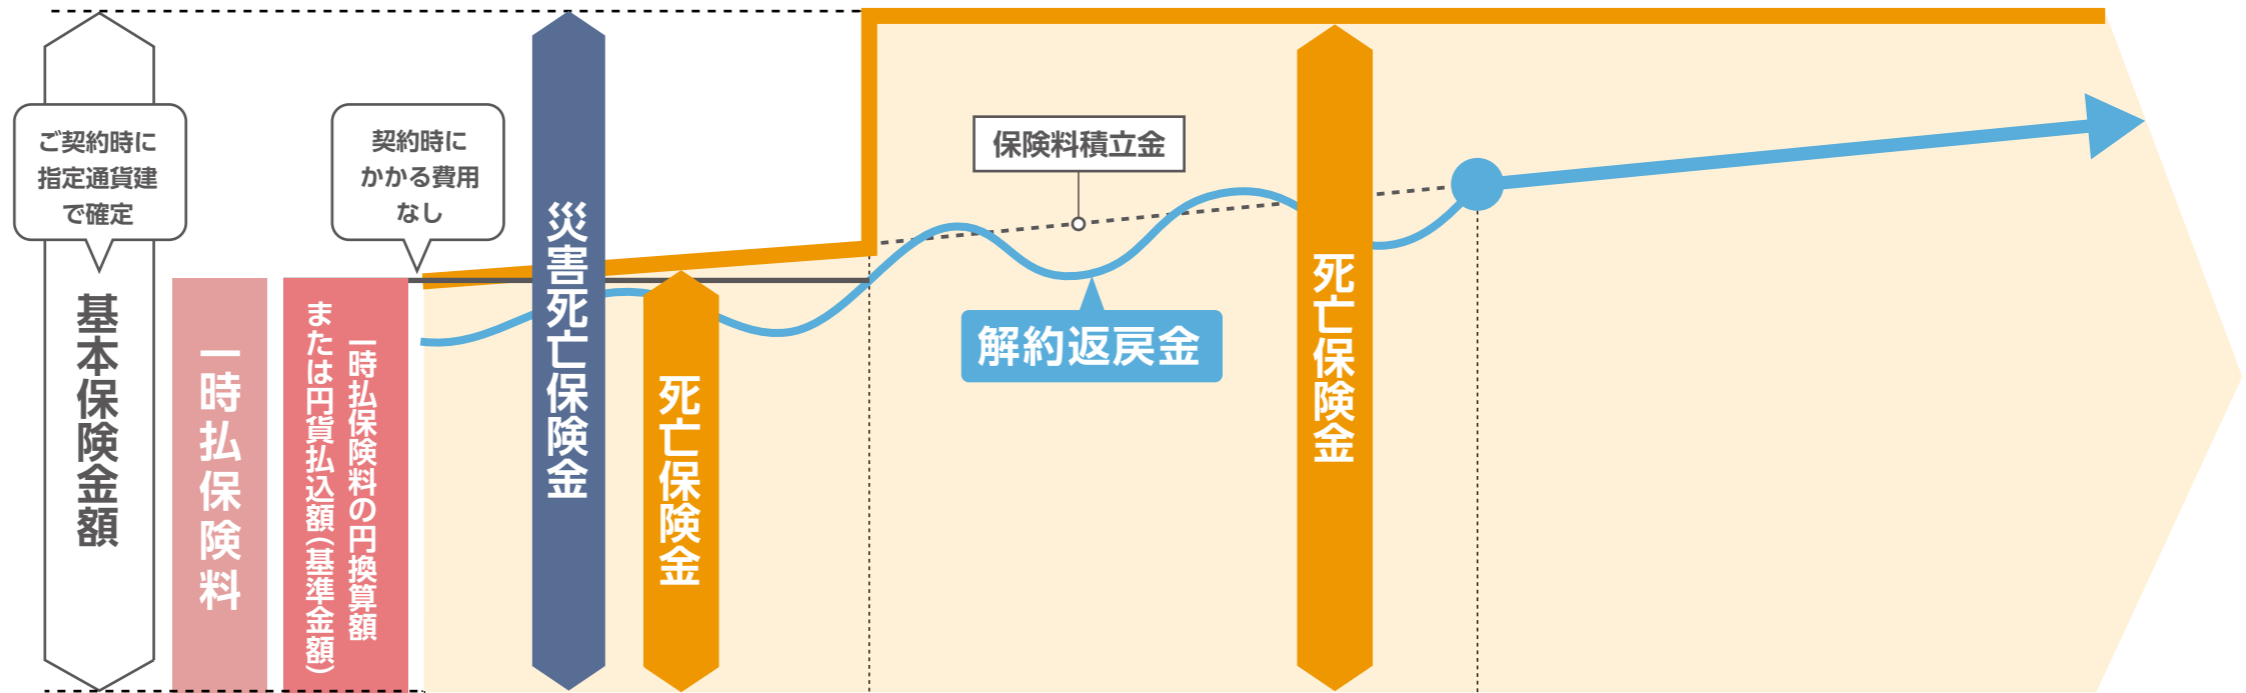 ご契約時に
指定通貨建
で確定
基本保険金額
一時払保険料
一時払保険料の円換算額
または円貨払込額(基準金額)
契約時に
かかる費用
なし
災害死亡保険金
死亡保険金
保険料積立金
解約返戻金
死亡保険金